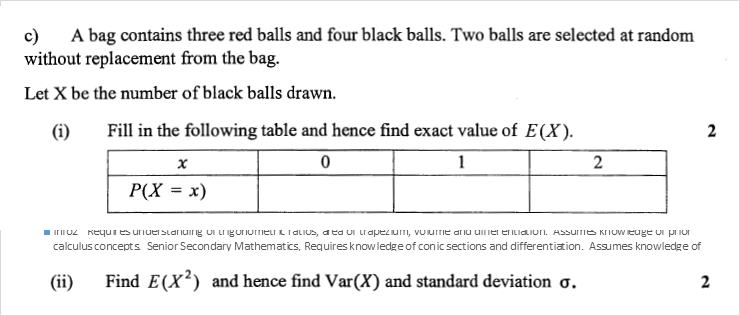 c) A bag contains three red balls and four black balls. Two balls are selected at random
without replacement from the bag.
Let X be the number of black balls drawn.
(i) Fill in the following table and hence find exact value of E(X). 2
x 0 1 2
P(X = x)
Requires understanding of trigonometric ratios, area of trapezium, volume and differentiation. Assumes knowledge of prior
calculus concepts Senior Secondary Mathematics, Requires knowledge of conic sections and differentiation. Assumes knowledge of
(ii) Find E(X²) and hence find Var(X) and standard deviation σ. 2